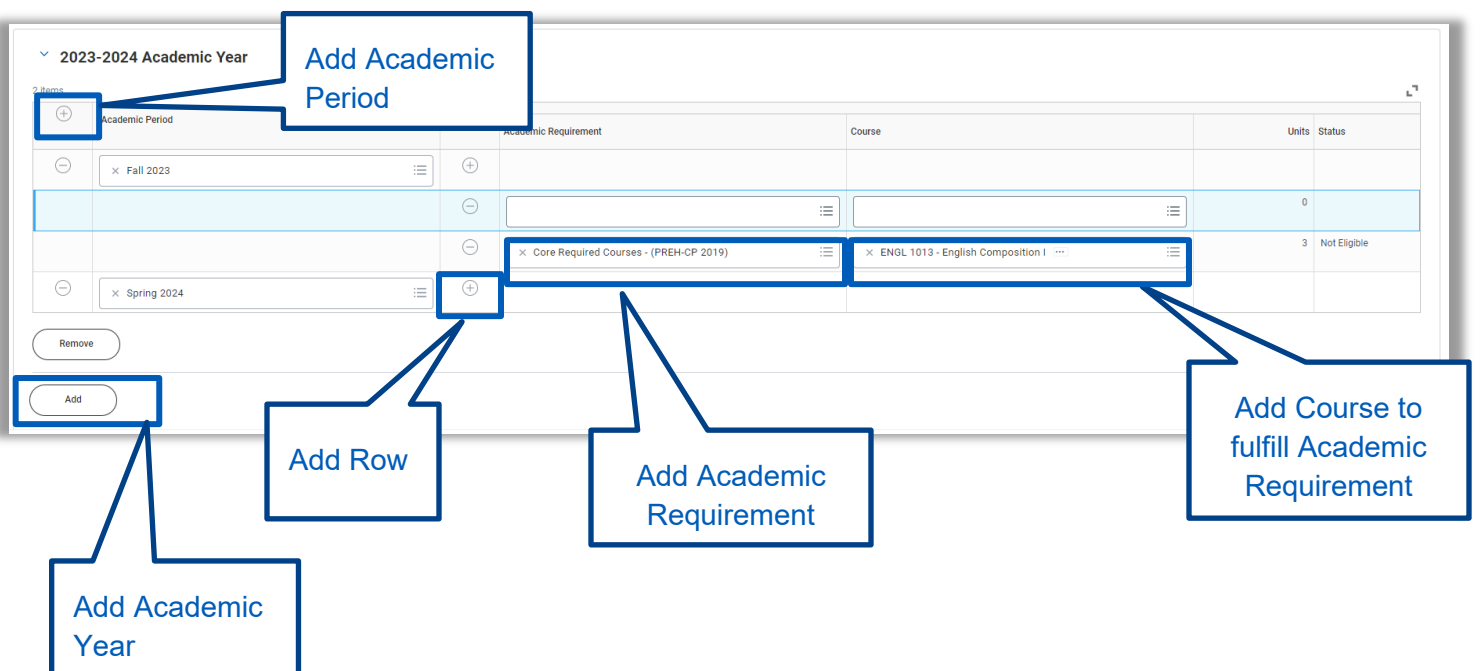 2023-2024 Academic Year
Add Academic
Period
2 items
Academic Period
Academic Requirement
Course
Units
Status
× Fall 2023
0
× Core Required Courses - (PREH-CP 2019)
× ENGL 1013 - English Composition I ...
3
Not Eligible
× Spring 2024
Remove
Add
Add Row
Add Academic
Requirement
Add Course to
fulfill Academic
Requirement
Add Academic
Year